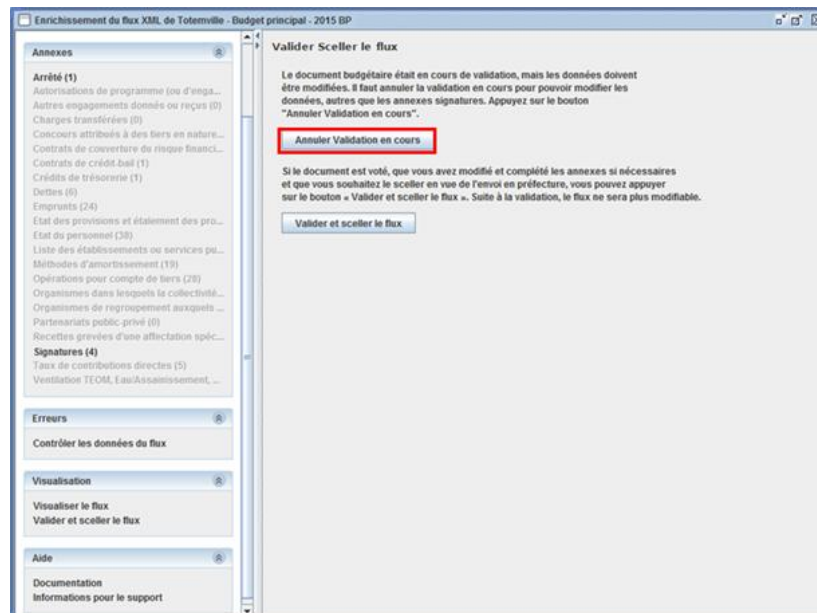 Enrichissement du flux XML de Totemville - Budget principal - 2015 BP
Annexes
Arrêté (1)
Autorisations de programme (ou d'enga...
Autres engagements donnés ou reçus (0)
Charges transférées (0)
Concours attribués à des tiers en nature...
Contrats de couverture du risque financi...
Contrats de crédit-bail (1)
Crédits de trésorerie (1)
Dettes (6)
Emprunts (24)
Etat des provisions et étalement des pro...
Etat du personnel (38)
Liste des établissements ou services pu...
Méthodes d'amortissement (19)
Opérations pour compte de tiers (28)
Organismes dans lesquels la collectivité...
Organismes de regroupement auxquels ...
Partenariats public-privé (0)
Recettes grevées d'une affectation spéc...
Signatures (4)
Taux de contributions directes (5)
Ventilation TEOM, Eau/Assainissement, ...
Erreurs
Contrôler les données du flux
Visualisation
Visualiser le flux
Valider et sceller le flux
Aide
Documentation
Informations pour le support
Valider Sceller le flux
Le document budgétaire était en cours de validation, mais les données doivent
être modifiées. Il faut annuler la validation en cours pour pouvoir modifier les
données, autres que les annexes signatures. Appuyez sur le bouton
"Annuler Validation en cours".
Annuler Validation en cours
Si le document est voté, que vous avez modifié et complété les annexes si nécessaires
et que vous souhaitez le sceller en vue de l'envoi en préfecture, vous pouvez appuyer
sur le bouton « Valider et sceller le flux ». Suite à la validation, le flux ne sera plus modifiable.
Valider et sceller le flux